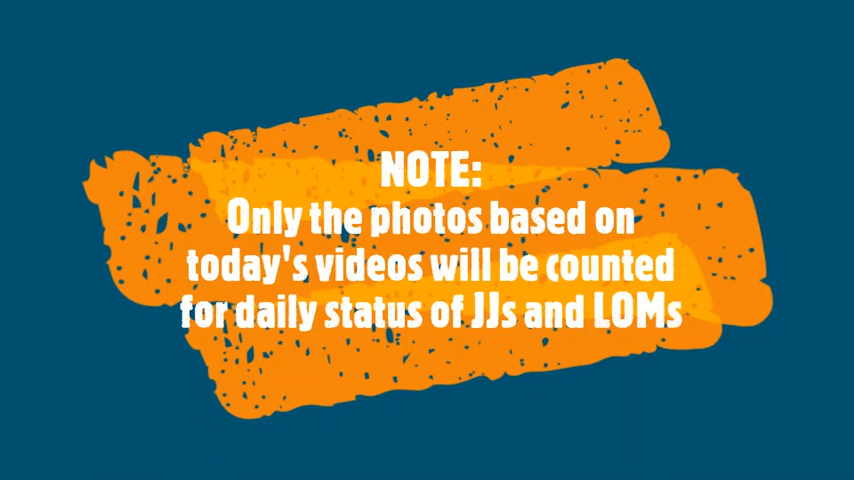 NOTE:
Only the photos based on
today's videos will be counted
for daily status of JJs and LOMs